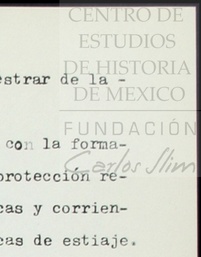 CENTRO DE
ESTUDIOS
DE HISTORIA
DE MEXICO
FUNDACIÓN
Carlos Slim
estrar de la -
con la forma-
protección re-
cas y corrien-
cas de estiaje.